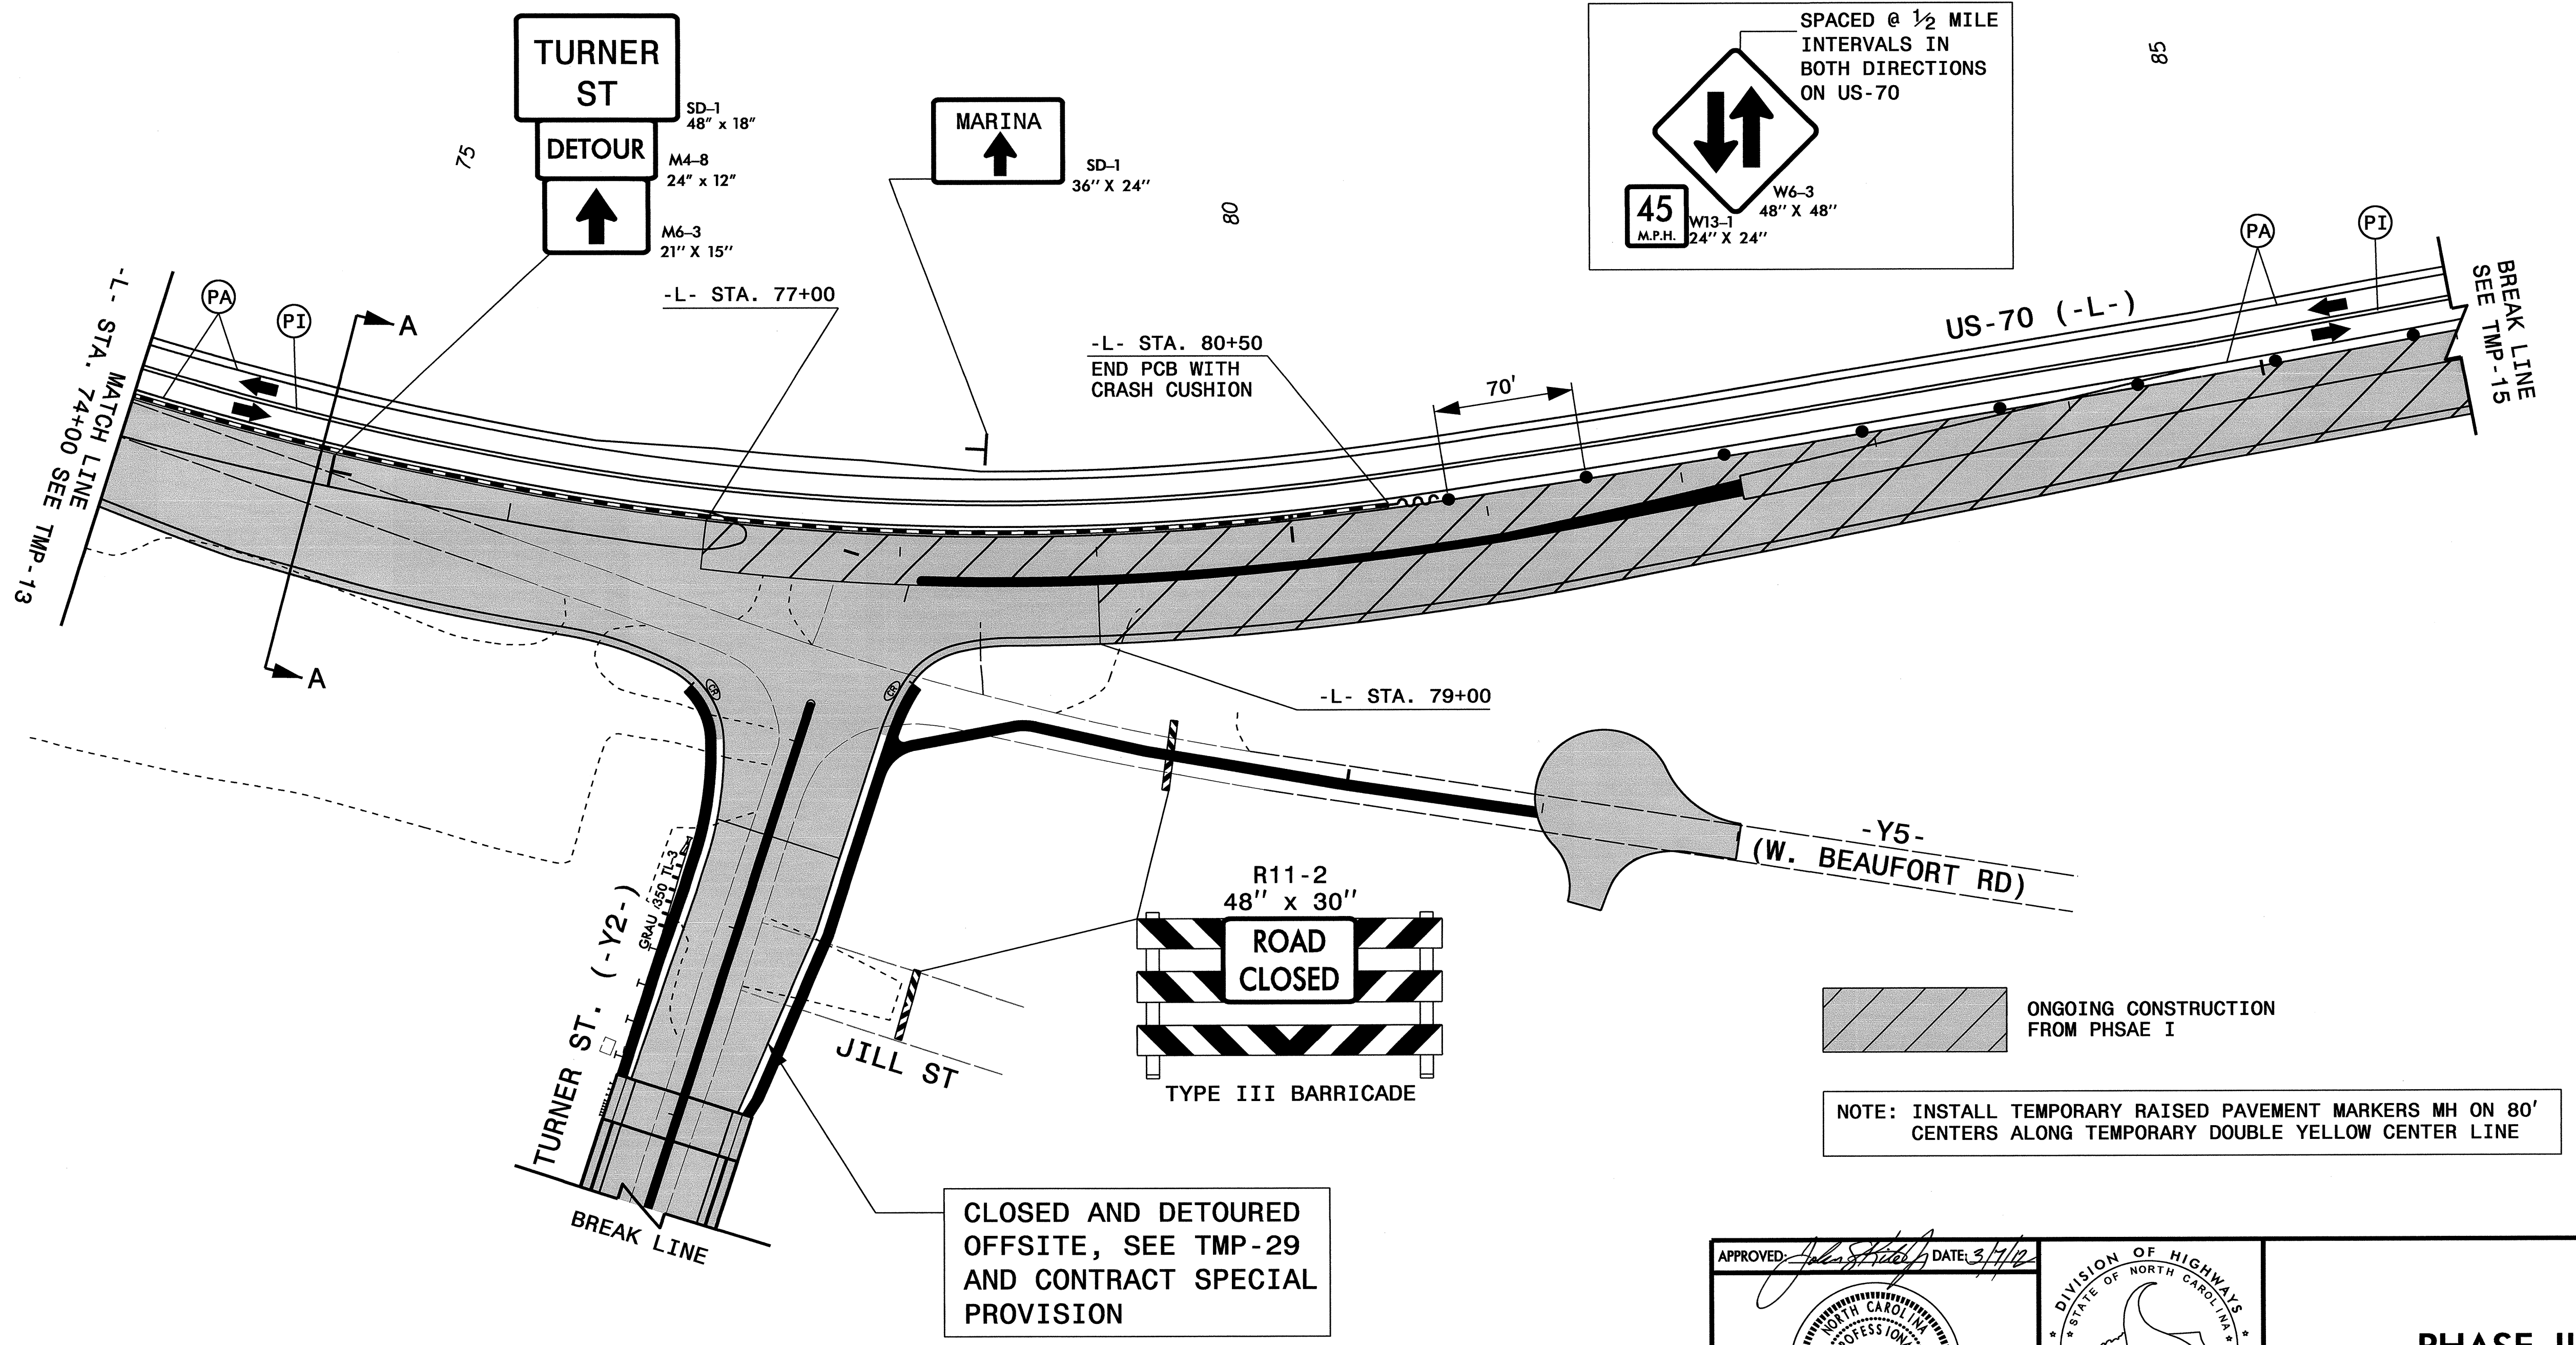 TURNER
ST
SD-1
48" x 18"
DETOUR
M4-8
24" x 12"
M6-3
21" X 15"
75
MARINA
SD-1
36" X 24"
80
SPACED @ ½ MILE
INTERVALS IN
BOTH DIRECTIONS
ON US-70
W6-3
48" X 48"
45
M.P.H.
W13-1
24" X 24"
85
PA
PI
BREAK LINE
SEE TMP-15
US-70 (-L-)
PA
PI
A
-L- STA. 77+00
-L- STA. 80+50
END PCB WITH
CRASH CUSHION
70'
MATCH LINE
-L- STA. 74+00 SEE TMP-13
A
CR
CR
-L- STA. 79+00
-Y5-
(W. BEAUFORT RD)
GRAU 350 TL-3
TURNER ST. (-Y2-)
JILL ST
R11-2
48" x 30"
ROAD
CLOSED
TYPE III BARRICADE
ONGOING CONSTRUCTION
FROM PHSAE I
NOTE: INSTALL TEMPORARY RAISED PAVEMENT MARKERS MH ON 80'
CENTERS ALONG TEMPORARY DOUBLE YELLOW CENTER LINE
BREAK LINE
CLOSED AND DETOURED
OFFSITE, SEE TMP-29
AND CONTRACT SPECIAL
PROVISION
APPROVED: DATE: 3/7/12
NORTH CAROLINA
DIVISION OF HIGHWAYS
STATE OF NORTH CAROLINA